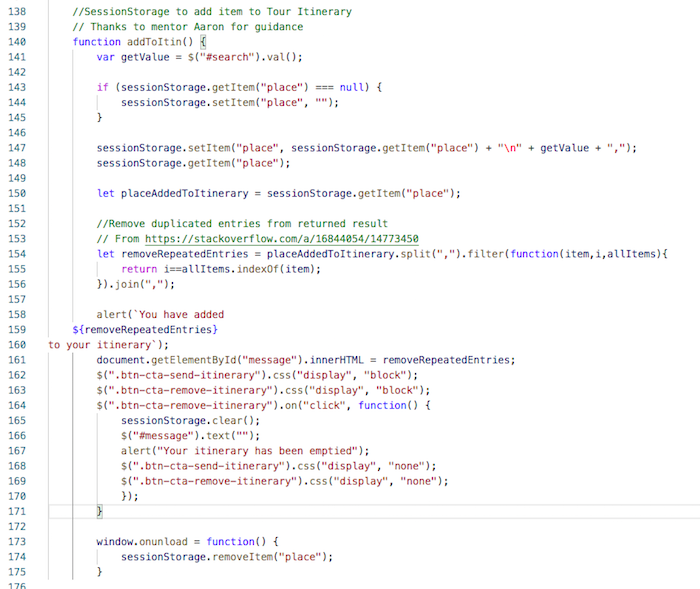 138 //SessionStorage to add item to Tour Itinerary
139 // Thanks to mentor Aaron for guidance
140 function addToItin() {
141 var getValue = $("#search").val();
142
143 if (sessionStorage.getItem("place") === null) {
144 sessionStorage.setItem("place", "");
145 }
146
147 sessionStorage.setItem("place", sessionStorage.getItem("place") + "\n" + getValue + ",");
148 sessionStorage.getItem("place");
149
150 let placeAddedToItinerary = sessionStorage.getItem("place");
151
152 //Remove duplicated entries from returned result
153 // From https://stackoverflow.com/a/16844054/14773450
154 let removeRepeatedEntries = placeAddedToItinerary.split(",").filter(function(item,i,allItems){
155 return i==allItems.indexOf(item);
156 }).join(",");
157
158 alert(`You have added
159 ${removeRepeatedEntries}
160 to your itinerary`);
161 document.getElementById("message").innerHTML = removeRepeatedEntries;
162 $(".btn-cta-send-itinerary").css("display", "block");
163 $(".btn-cta-remove-itinerary").css("display", "block");
164 $(".btn-cta-remove-itinerary").on("click", function() {
165 sessionStorage.clear();
166 $("#message").text("");
167 alert("Your itinerary has been emptied");
168 $(".btn-cta-send-itinerary").css("display", "none");
169 $(".btn-cta-remove-itinerary").css("display", "none");
170 });
171 }
172
173 window.onunload = function() {
174 sessionStorage.removeItem("place");
175 }
176